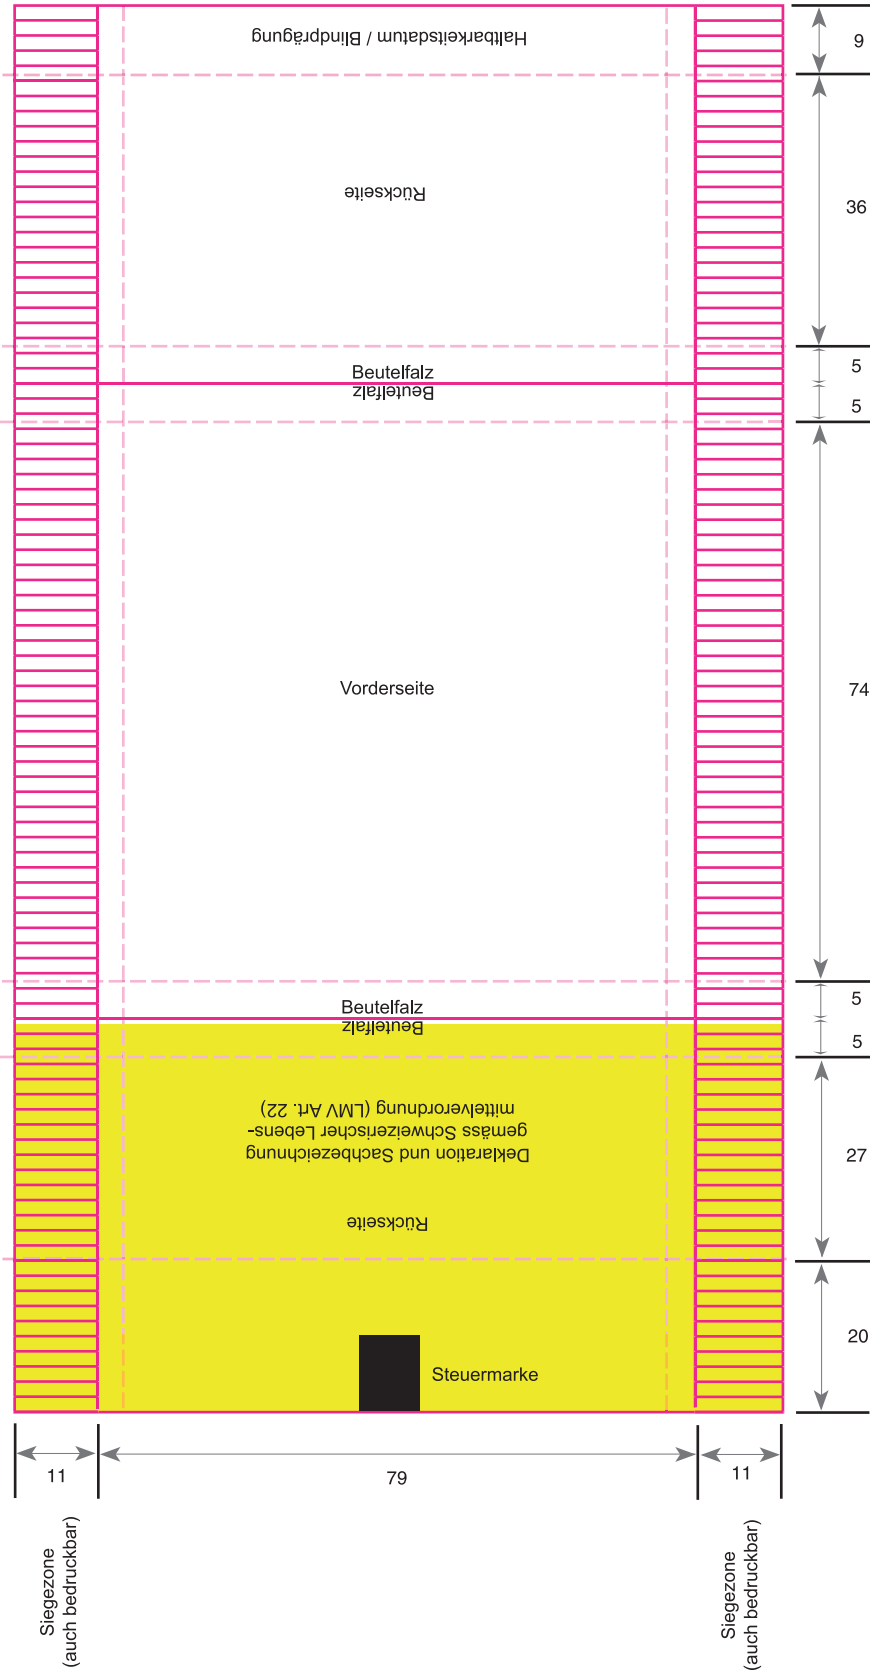 Haltbarkeitsdatum / Blindprägung
9
Rückseite
36
Beutelfalz
Beutelfalz
5
5
Vorderseite
74
Beutelfalz
Beutelfalz
5
5
Deklaration und Sachbezeichnung
gemäss Schweizerischer Lebens-
mittelverordnung (LMV Art. 22)
27
Rückseite
20
Steuermarke
11
79
11
Siegezone
(auch bedruckbar)
Siegezone
(auch bedruckbar)